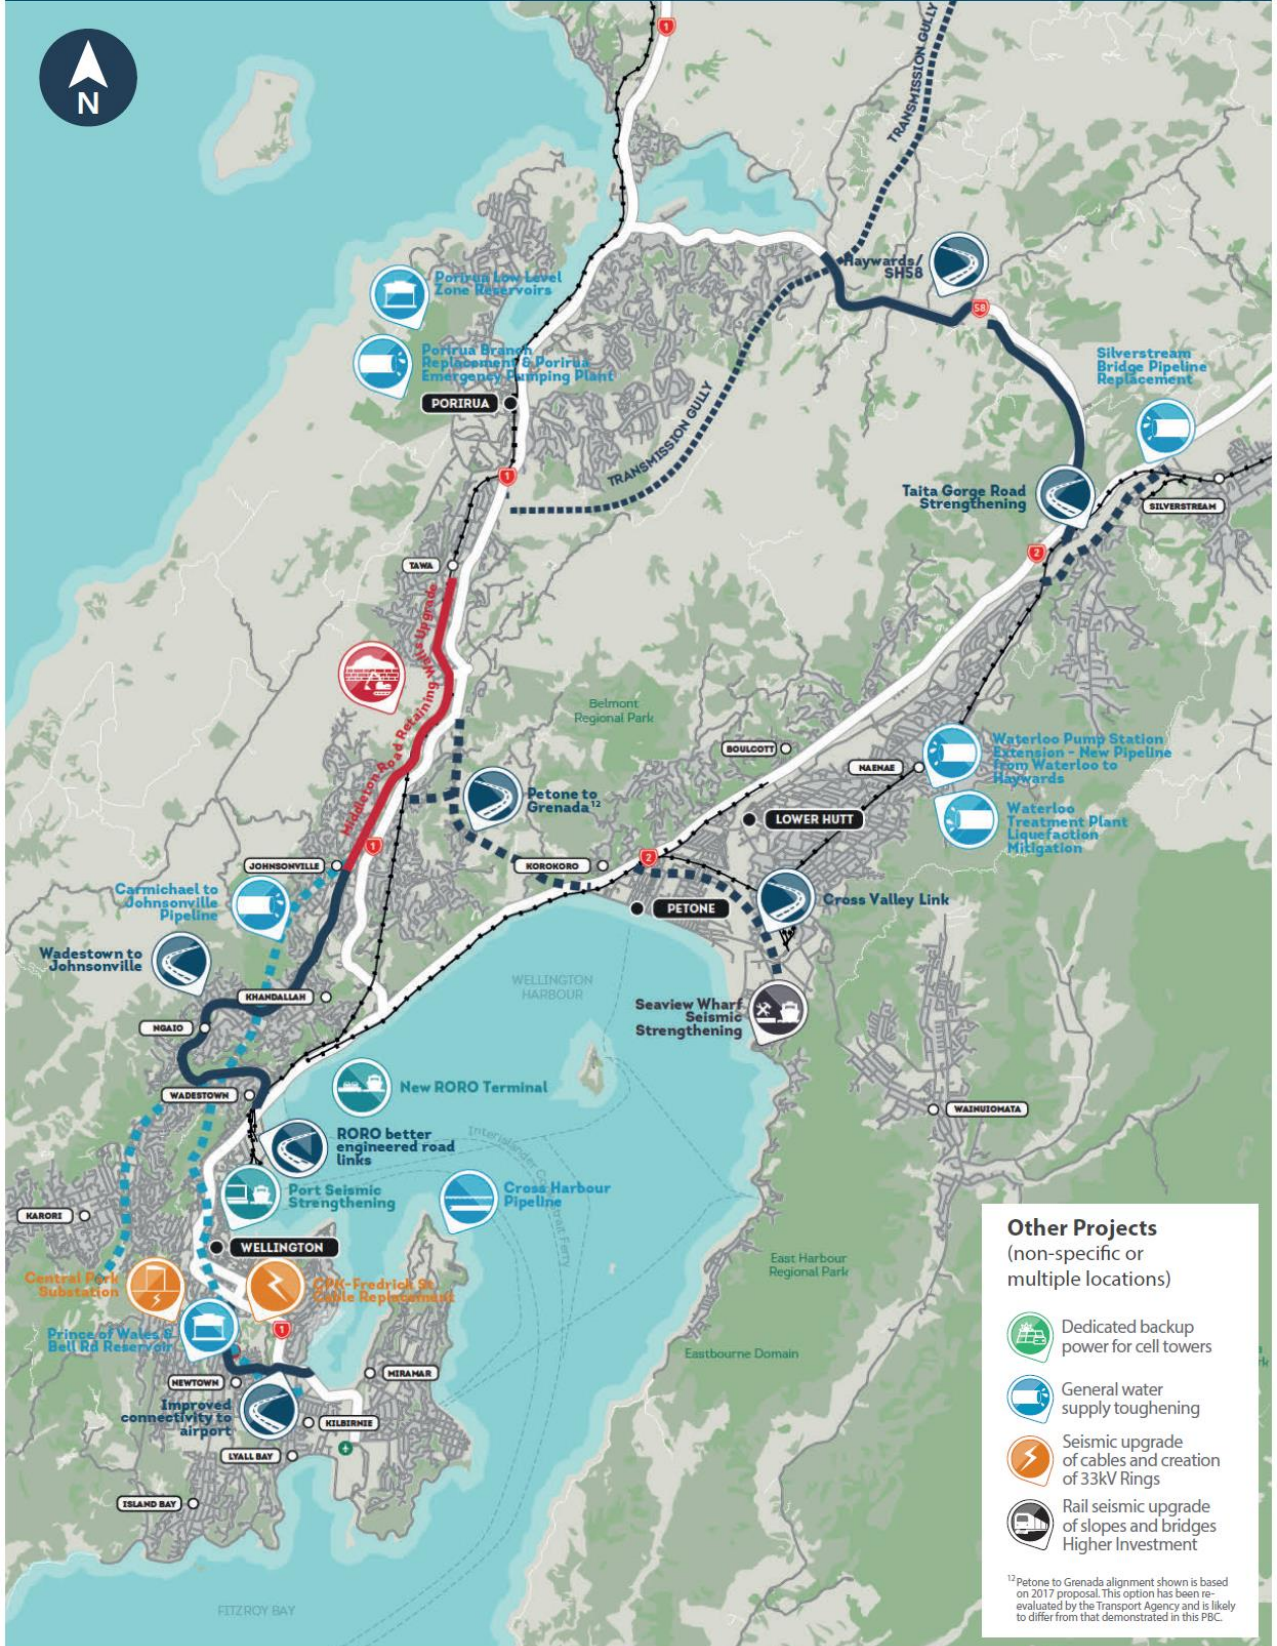 1
TRANSMISSION GULLY
N
Haywards/
SH58
Porirua Low Level
Zone Reservoirs
58
Porirua Branch
Replacement & Porirua
Emergency Pumping Plant
Silverstream
Bridge Pipeline
Replacement
PORIRUA
TRANSMISSION GULLY
1
Taita Gorge Road
Strengthening
SILVERSTREAM
2
TAWA
Middleton Road Retaining Walls Upgrade
Belmont
Regional Park
BOULCOTT
NAENAE
Waterloo Pump Station
Extension - New Pipeline
from Waterloo to
Haywards
Petone to
Grenada12
Waterloo
Treatment Plant
Liquefaction
Mitigation
LOWER HUTT
1
2
JOHNSONVILLE
KOROKORO
Carmichael to
Johnsonville
Pipeline
PETONE
Cross Valley Link
Wadestown to
Johnsonville
WELLINGTON
HARBOUR
KHANDALLAH
Seaview Wharf
Seismic
Strengthening
NGAIO
New RORO Terminal
WADESTOWN
WAINUIOMATA
RORO better
engineered road
links
Port Seismic
Strengthening
Cross Harbour
Pipeline
KARORI
WELLINGTON
East Harbour
Regional Park
Central Park
Substation
CPK-Fredrick St
Cable Replacement
1
Prince of Wales &
Bell Rd Reservoir
Eastbourne Domain
NEWTOWN
MIRAMAR
Improved
connectivity to
airport
KILBIRNIE
LYALL BAY
ISLAND BAY
FITZROY BAY
Other Projects
(non-specific or
multiple locations)
Dedicated backup
power for cell towers
General water
supply toughening
Seismic upgrade
of cables and creation
of 33kV Rings
Rail seismic upgrade
of slopes and bridges
Higher Investment
12Petone to Grenada alignment shown is based
on 2017 proposal. This option has been re-
evaluated by the Transport Agency and is likely
to differ from that demonstrated in this PBC.